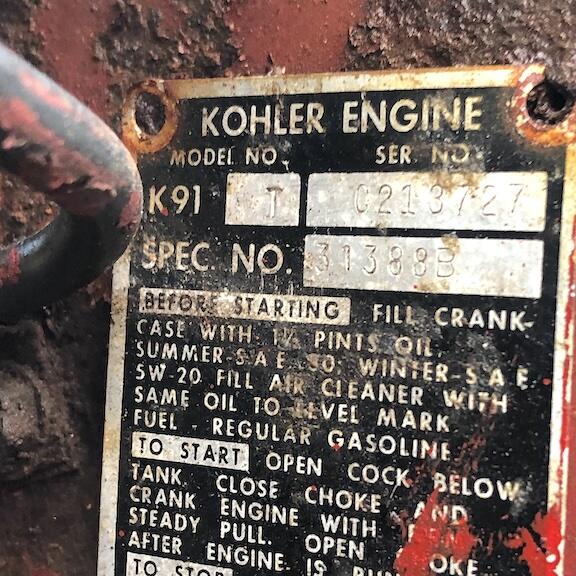 KOHLER ENGINE
MODEL NO. SER. NO.
K91 T 0213727
SPEC. NO. 31388B
BEFORE STARTING FILL CRANK-
CASE WITH 1½ PINTS OIL.
SUMMER-S.A.E. 30; WINTER-S.A.E.
5W-20 FILL AIR CLEANER WITH
SAME OIL TO LEVEL MARK
FUEL - REGULAR GASOLINE
TO START OPEN COCK BELOW
TANK. CLOSE CHOKE AND
CRANK ENGINE WITH
STEADY PULL. OPEN
AFTER ENGINE IS
TO STOP